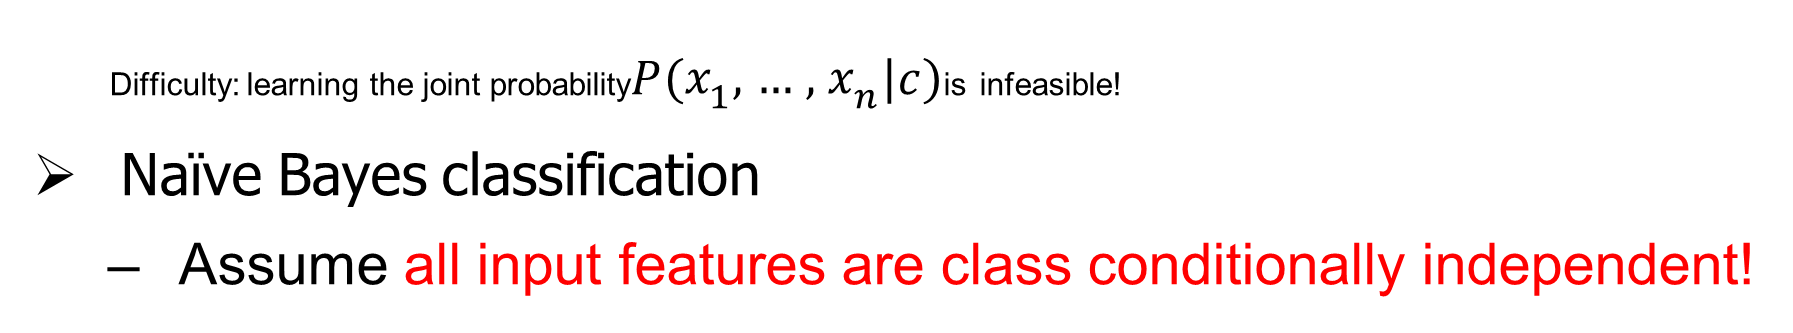 Difficulty: learning the joint probability P(x₁, … , xₙ|c) is infeasible!
➢ Naïve Bayes classification
– Assume all input features are class conditionally independent!